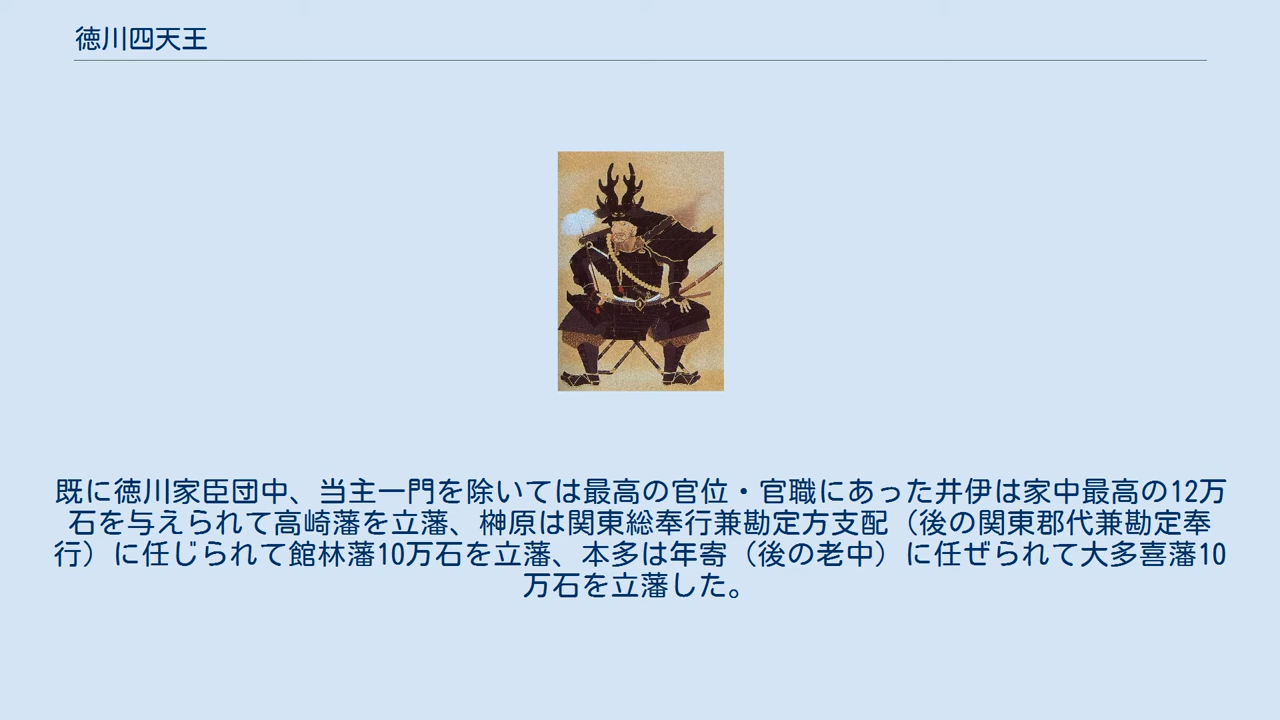 徳川四天王
既に徳川家臣団中、当主一門を除いては最高の官位・官職にあった井伊は家中最高の12万
石を与えられて高崎藩を立藩、榊原は関東総奉行兼勘定方支配（後の関東郡代兼勘定奉
行）に任じられて館林藩10万石を立藩、本多は年寄（後の老中）に任ぜられて大多喜藩10
万石を立藩した。